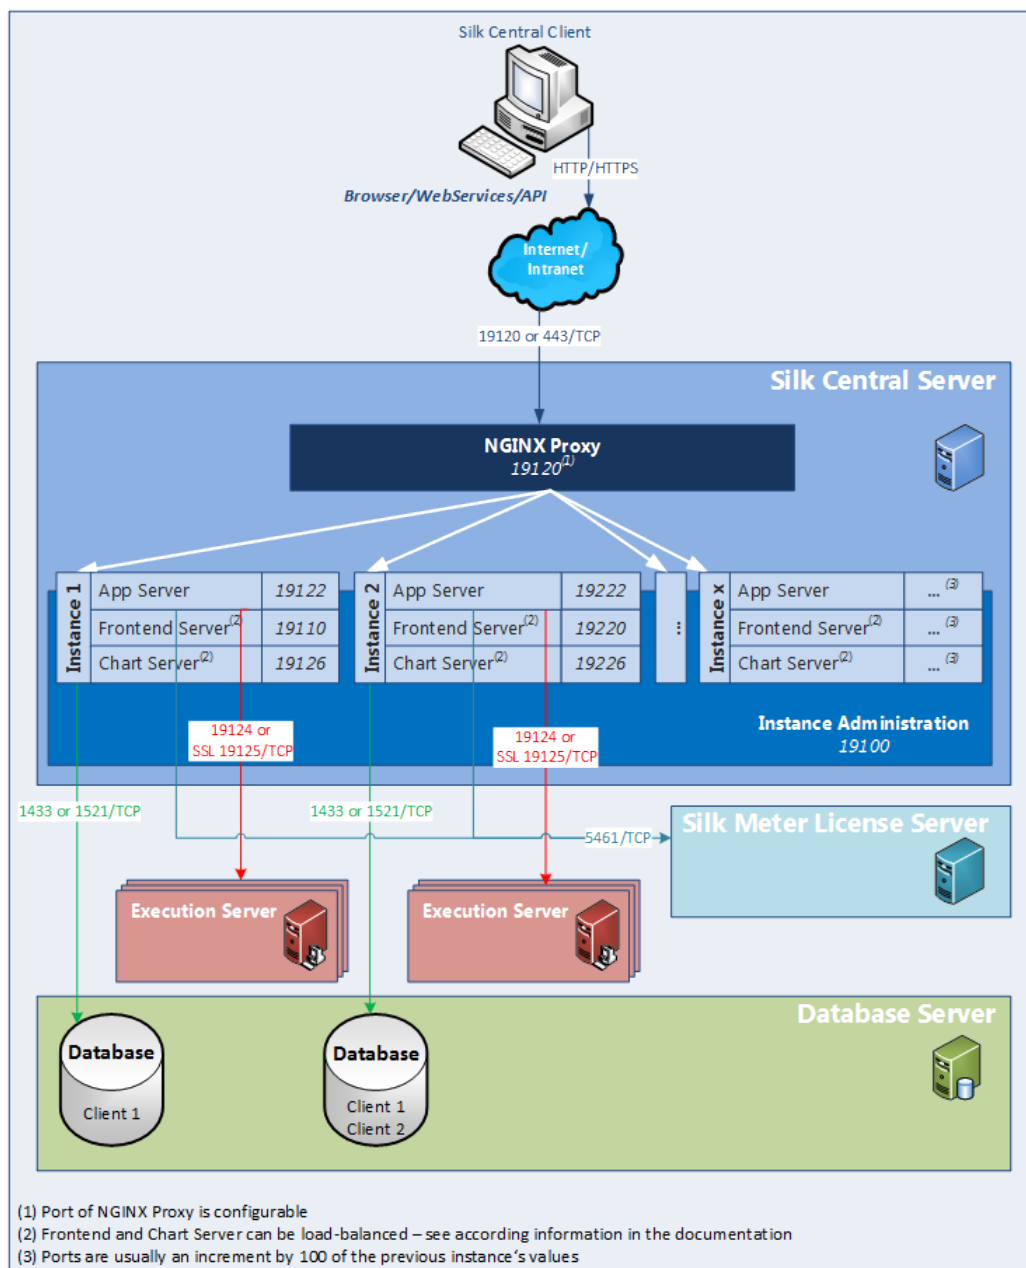 Silk Central Client
HTTP/HTTPS
Browser/WebServices/API
Internet/
Intranet
19120 or 443/TCP
Silk Central Server
NGINX Proxy
19120(1)
Instance 1
App Server 19122
Frontend Server(2) 19110
Chart Server(2) 19126
Instance 2
App Server 19222
Frontend Server(2) 19220
Chart Server(2) 19226
...
Instance x
App Server ... (3)
Frontend Server(2) ... (3)
Chart Server(2) ... (3)
19124 or
SSL 19125/TCP
19124 or
SSL 19125/TCP
Instance Administration
19100
1433 or 1521/TCP
1433 or 1521/TCP
5461/TCP
Silk Meter License Server
Execution Server
Execution Server
Database Server
Database
Client 1
Database
Client 1
Client 2
(1) Port of NGINX Proxy is configurable
(2) Frontend and Chart Server can be load-balanced – see according information in the documentation
(3) Ports are usually an increment by 100 of the previous instance's values